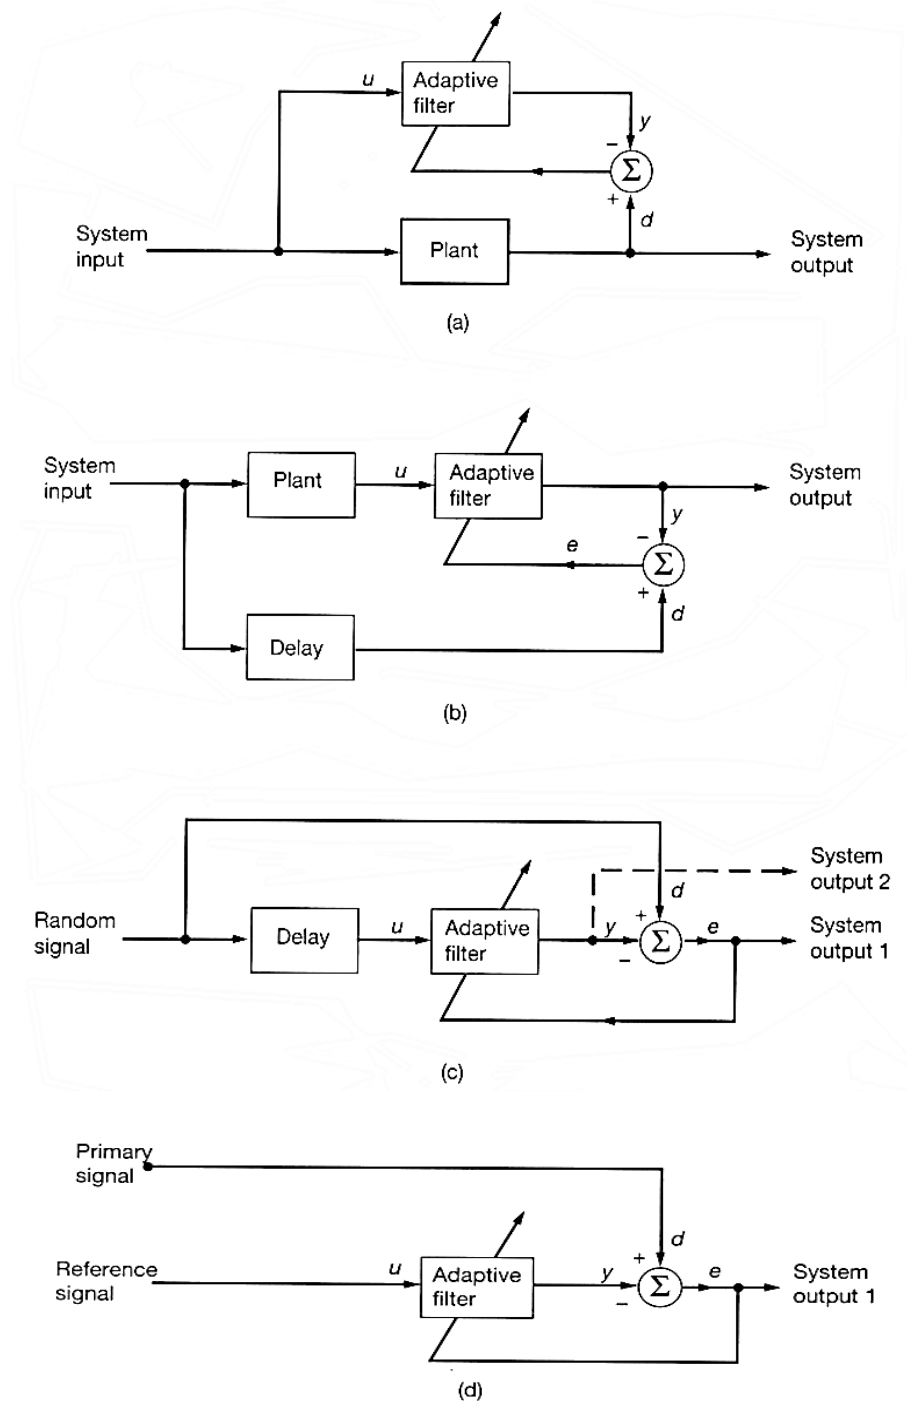 u
Adaptive
filter
y
−
Σ
+
d
System
input
Plant
System
output
(a)
System
input
Plant
u
Adaptive
filter
System
output
y
−
e
Σ
+
d
Delay
(b)
System
output 2
d
Random
signal
Delay
u
Adaptive
filter
y
+
−
Σ
e
System
output 1
(c)
Primary
signal
d
+
Reference
signal
u
Adaptive
filter
y
−
Σ
e
System
output 1
(d)